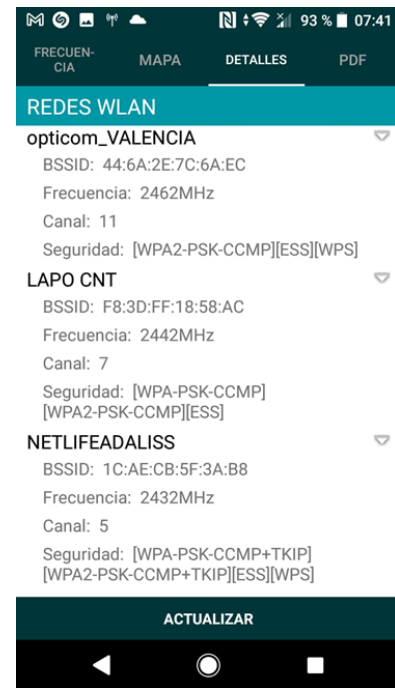 93 % 07:41
FRECUEN-
CIA
MAPA
DETALLES
PDF
REDES WLAN
opticom_VALENCIA
BSSID: 44:6A:2E:7C:6A:EC
Frecuencia: 2462MHz
Canal: 11
Seguridad: [WPA2-PSK-CCMP][ESS][WPS]
LAPO CNT
BSSID: F8:3D:FF:18:58:AC
Frecuencia: 2442MHz
Canal: 7
Seguridad: [WPA-PSK-CCMP]
[WPA2-PSK-CCMP][ESS]
NETLIFEADALISS
BSSID: 1C:AE:CB:5F:3A:B8
Frecuencia: 2432MHz
Canal: 5
Seguridad: [WPA-PSK-CCMP+TKIP]
[WPA2-PSK-CCMP+TKIP][ESS][WPS]
ACTUALIZAR